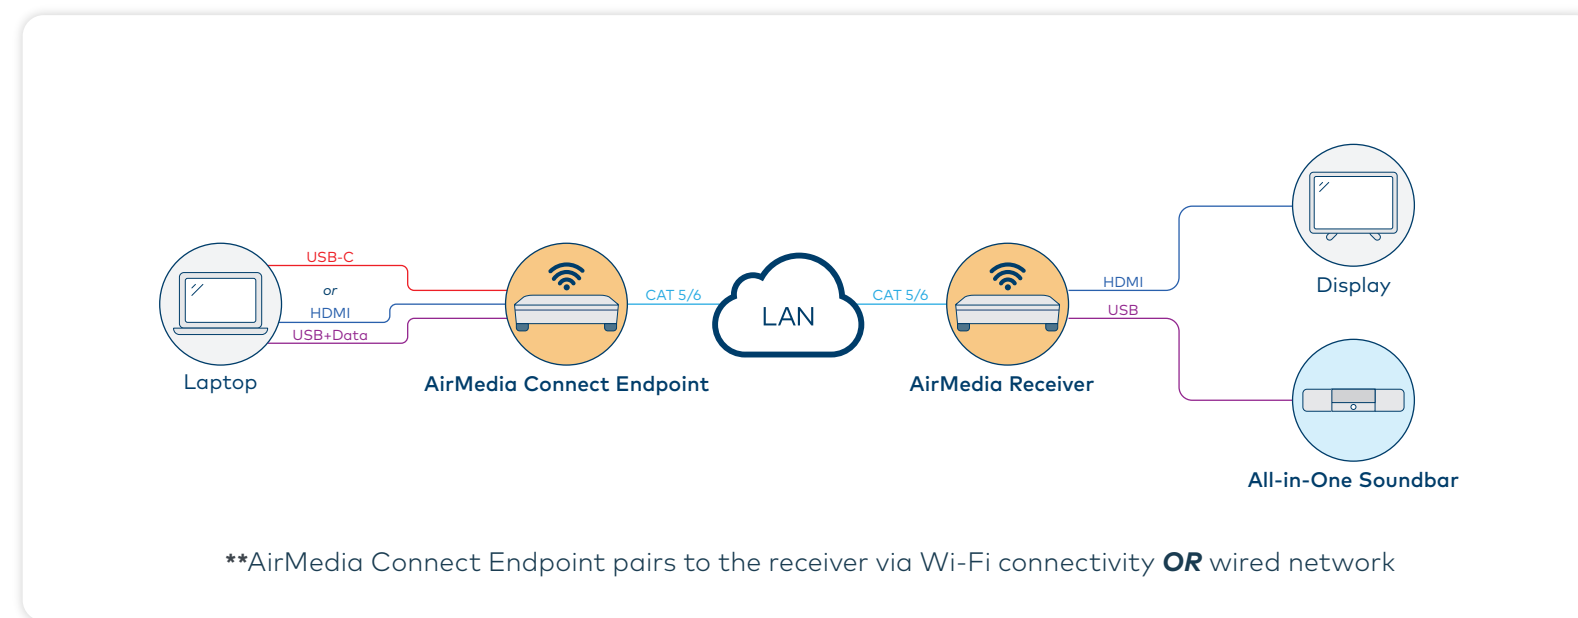 USB-C
or
HDMI
USB+Data
Laptop
AirMedia Connect Endpoint
CAT 5/6
LAN
CAT 5/6
AirMedia Receiver
HDMI
USB
Display
All-in-One Soundbar
**AirMedia Connect Endpoint pairs to the receiver via Wi-Fi connectivity OR wired network